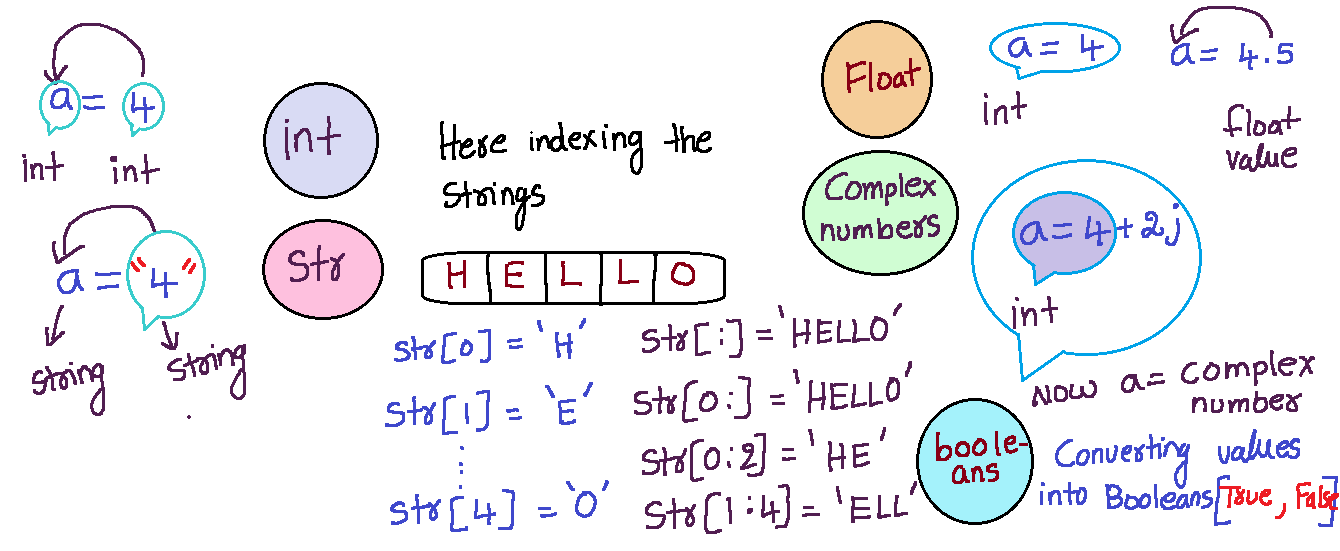 a = 4
int int
a = "4"
string string
int
Str
Here indexing the
Strings
H E L L O
Str[0] = 'H'
Str[1] = 'E'
⋮
Str[4] = 'O'
Str[:] = 'HELLO'
Str[0:] = 'HELLO'
Str[0:2] = 'HE'
Str[1:4] = 'ELL'
Float
a = 4
int
a = 4.5
float
value
Complex
numbers
a = 4 + 2j
int
Now a = complex
number
boole-
ans
Converting values
into Booleans[True, False]